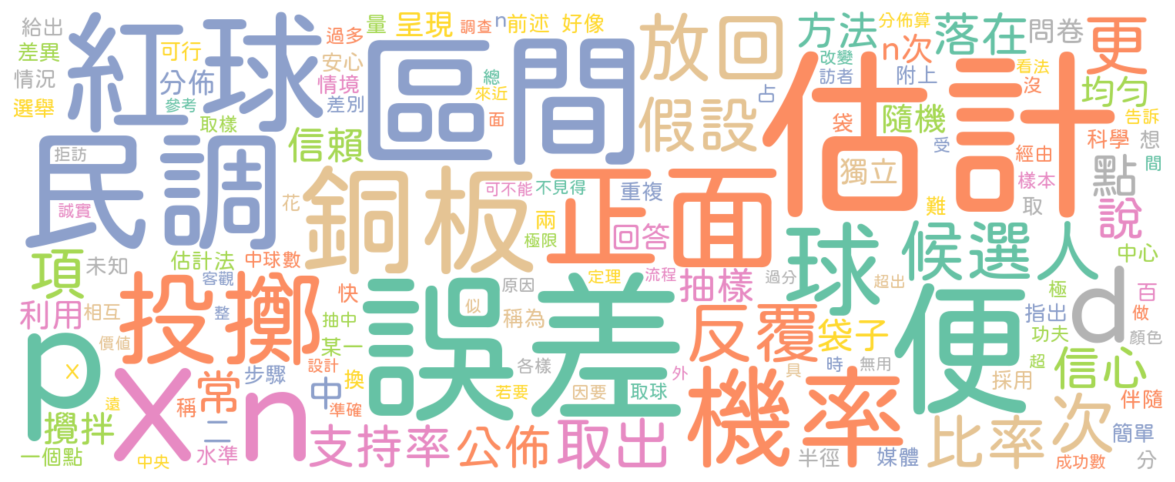 給出
紅球
可行
過多
量
呈現
調查
n前述
好像
放回
方法
分佈算
n次
落在
問卷
更
差異
分佈
安心
區間
改變
訪者
附上
看法
沒
情況
情境
總
來近
占
均勻
選舉
參考
差別
假設
估計
袋
隨機
告訴
取樣
面
信賴
受
科學
想
民調
拒訪
經由
間
獨立
點
銅板
可不能
不見得
重複
正面
樣本
誠實
花
兩
難
取
說
極限
回答
球
候選人
項
未知
估計法
中球數
定理
流程
過分
中心
客觀
投擲
快
誤差
原因
抽樣
超出
便
d
極
百
利用
相互
整
抽中
似
稱為
反覆
袋子
指出
做
p
價值
某一
功夫
顏色
x
設計
各樣
超
信心
X
常
步驟
換
外
具
時
無用
n
中
若要
因要
取球
機率
採用
遠
稱
準確
伴隨
攪拌
二
次
一個點
中央
水準
支持率
公佈
取出
半徑
媒體
比率
簡單
成功數
分